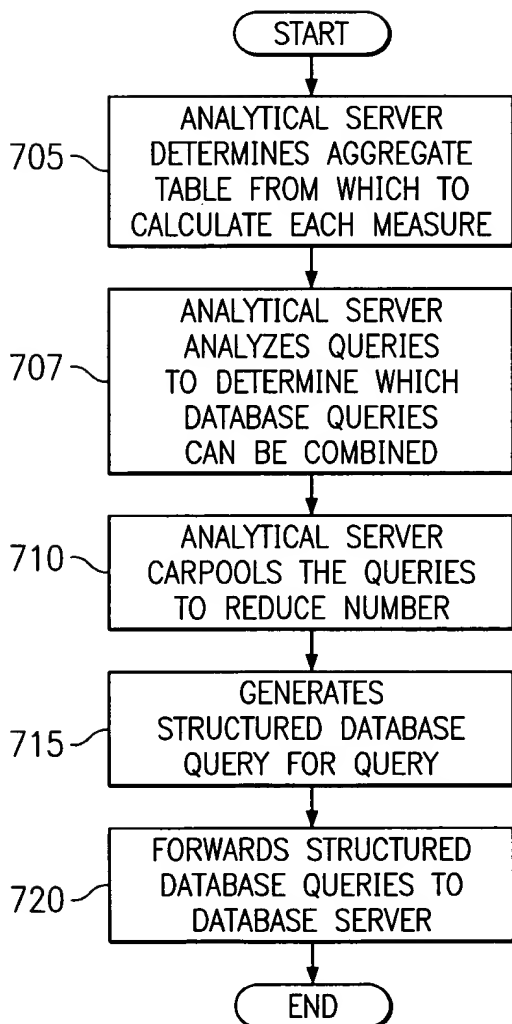 START
705
ANALYTICAL SERVER
DETERMINES AGGREGATE
TABLE FROM WHICH TO
CALCULATE EACH MEASURE
707
ANALYTICAL SERVER
ANALYZES QUERIES
TO DETERMINE WHICH
DATABASE QUERIES
CAN BE COMBINED
710
ANALYTICAL SERVER
CARPOOLS THE QUERIES
TO REDUCE NUMBER
715
GENERATES
STRUCTURED DATABASE
QUERY FOR QUERY
720
FORWARDS STRUCTURED
DATABASE QUERIES TO
DATABASE SERVER
END